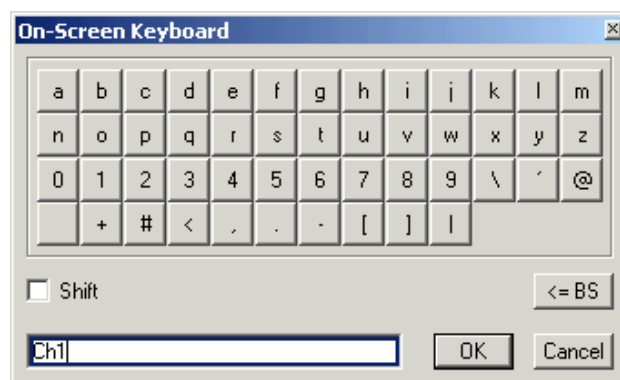 On-Screen Keyboard
a b c d e f g h i j k l m
n o p q r s t u v w x y z
0 1 2 3 4 5 6 7 8 9 \ ´ @
+ # < , . - [ ] |
Shift <= BS
Ch1 OK Cancel